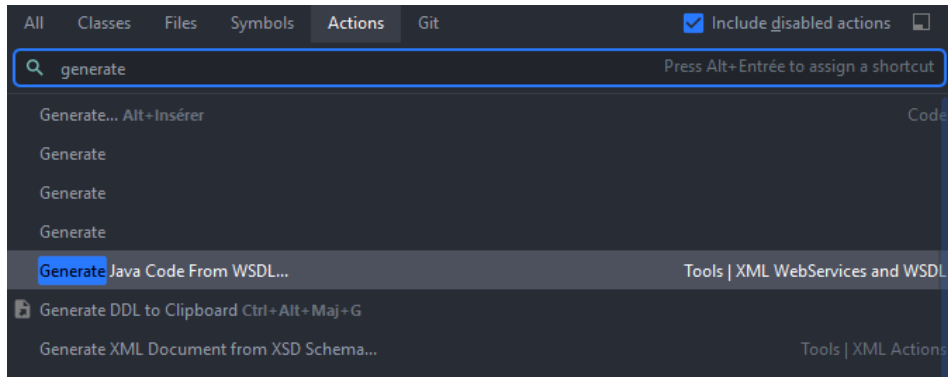 All Classes Files Symbols Actions Git Include disabled actions
generate Press Alt+Entrée to assign a shortcut
Generate... Alt+Insérer Code
Generate
Generate
Generate
Generate Java Code From WSDL... Tools | XML WebServices and WSDL
Generate DDL to Clipboard Ctrl+Alt+Maj+G
Generate XML Document from XSD Schema... Tools | XML Actions